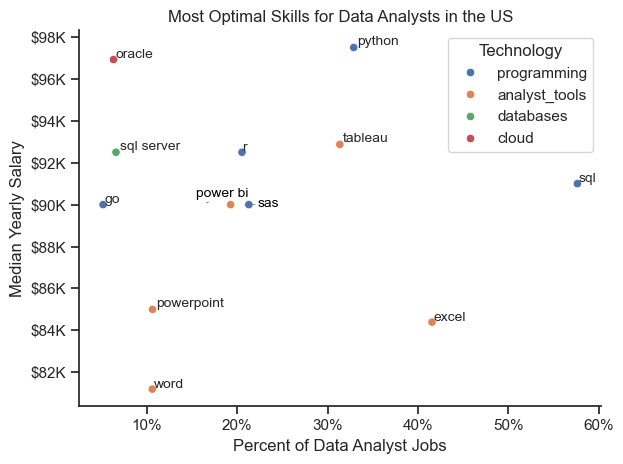 Most Optimal Skills for Data Analysts in the US
Median Yearly Salary
$98K
$96K
$94K
$92K
$90K
$88K
$86K
$84K
$82K
oracle
python
Technology
programming
analyst_tools
databases
cloud
sql server
r
tableau
sql
go
power bi
sas
powerpoint
excel
word
10%
20%
30%
40%
50%
60%
Percent of Data Analyst Jobs